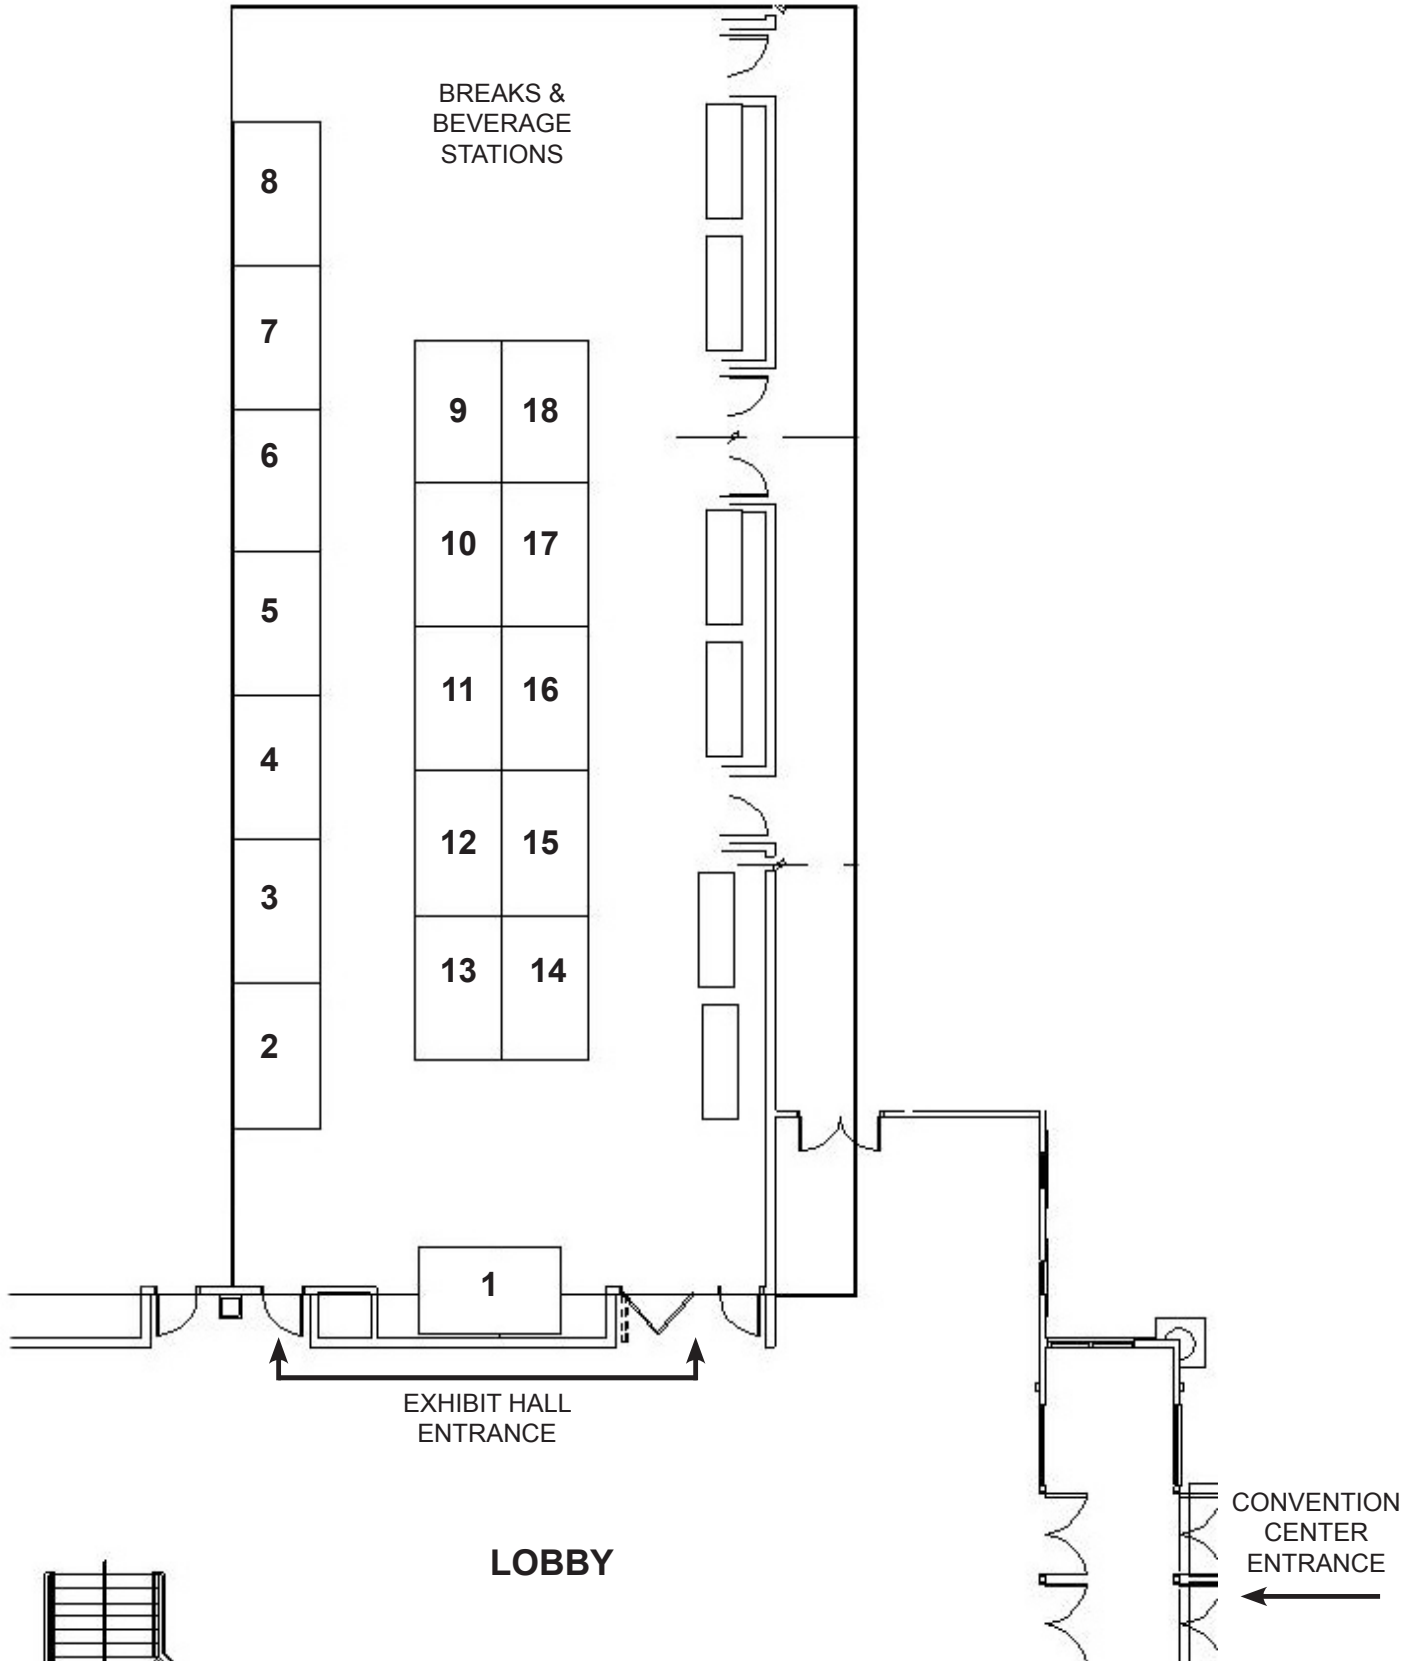 BREAKS &
BEVERAGE
STATIONS
8
7
6
5
4
3
2
9 18
10 17
11 16
12 15
13 14
1
EXHIBIT HALL
ENTRANCE
LOBBY
CONVENTION
CENTER
ENTRANCE